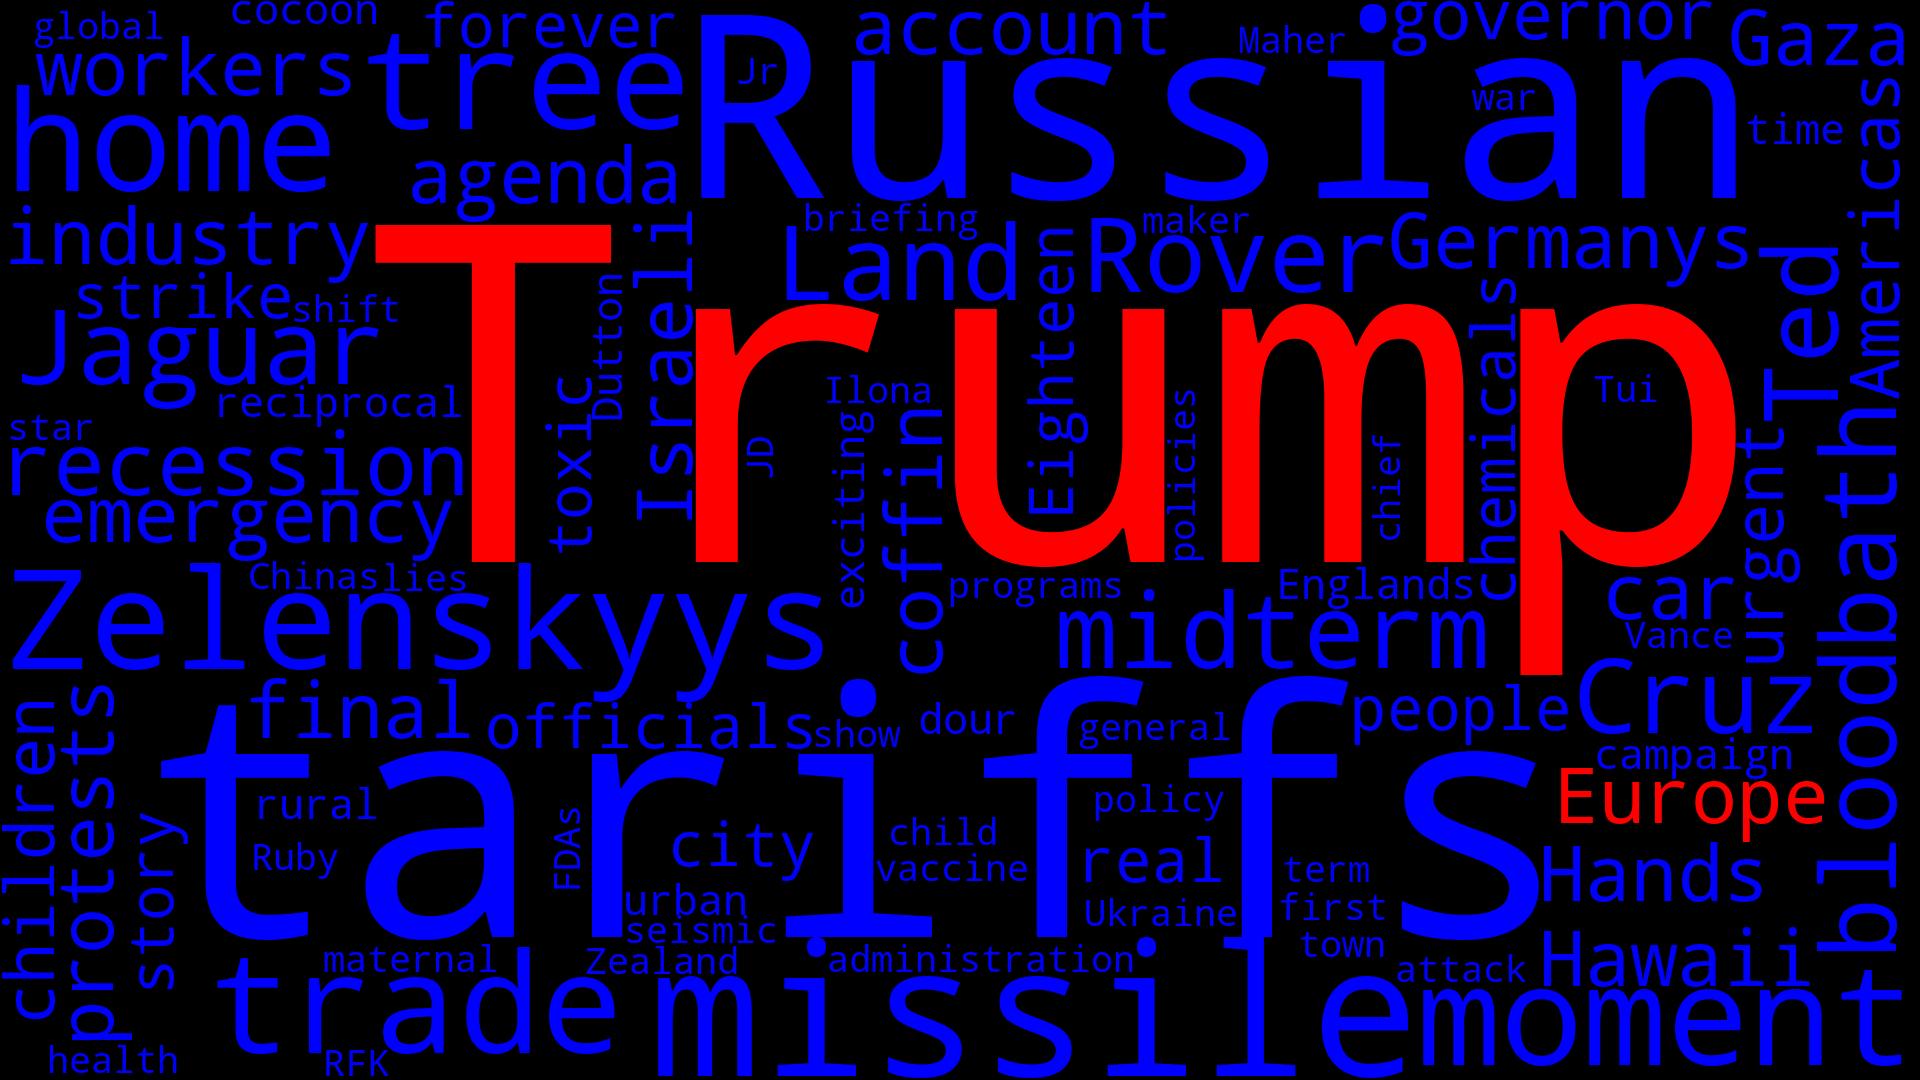 global
cocoon
forever
account
Maher
governor
Gaza
workers
tree
Jr
Russian
war
time
Americas
home
agenda
industry
Israeli
briefing
maker
Land
Rover
Germanys
Eighteen
Ted
strike
shift
Dutton
Trump
chemicals
Jaguar
reciprocal
toxic
Ilona
Tui
star
recession
JD
exciting
coffin
policies
chief
urgent
bloodbath
emergency
Chinas
lies
programs
Englands
car
Zelenskyys
midterm
Vance
children
protests
final
officials
show
dour
general
people
Cruz
tariffs
campaign
Europe
story
rural
Ruby
FDAs
city
child
vaccine
policy
real
term
Hands
urban
seismic
Ukraine
first
town
maternal
Zealand
administration
attack
Hawaii
trade
missile
moment
health
RFK